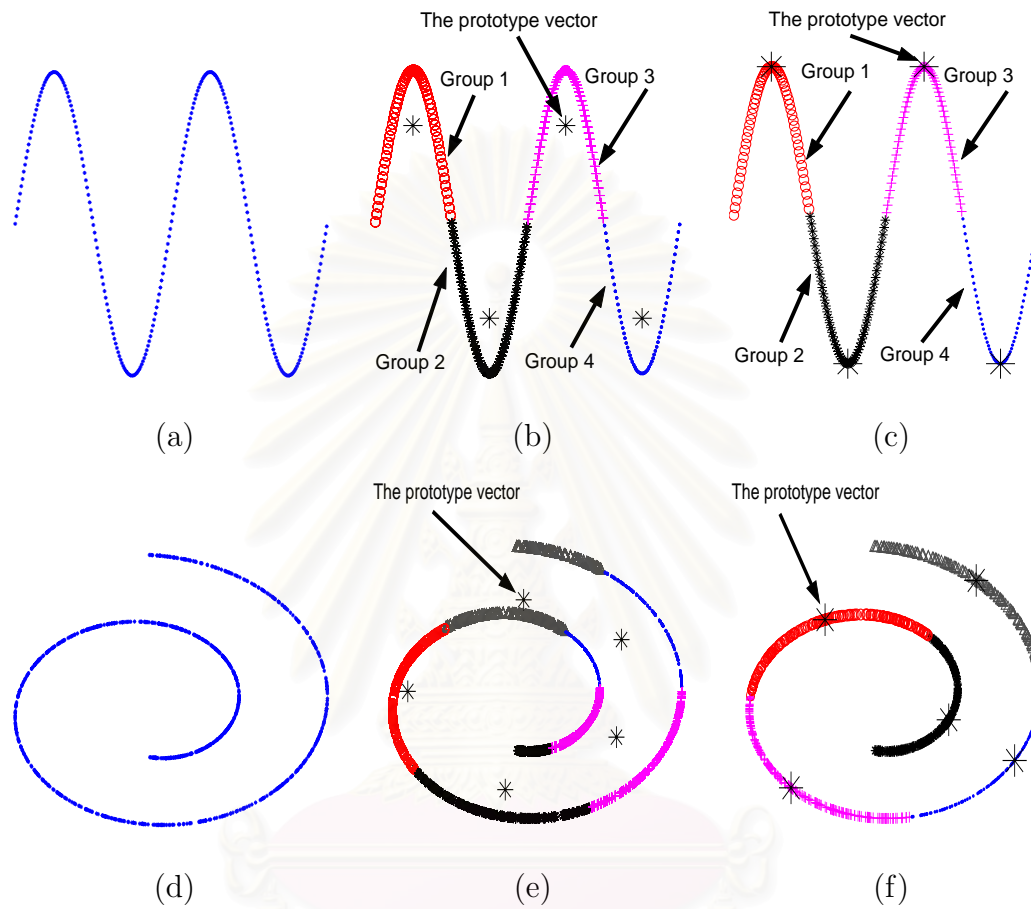 The prototype vector
The prototype vector
Group 1
Group 3
Group 1
Group 3
Group 2
Group 4
Group 2
Group 4
(a)
(b)
(c)
The prototype vector
The prototype vector
(d)
(e)
(f)